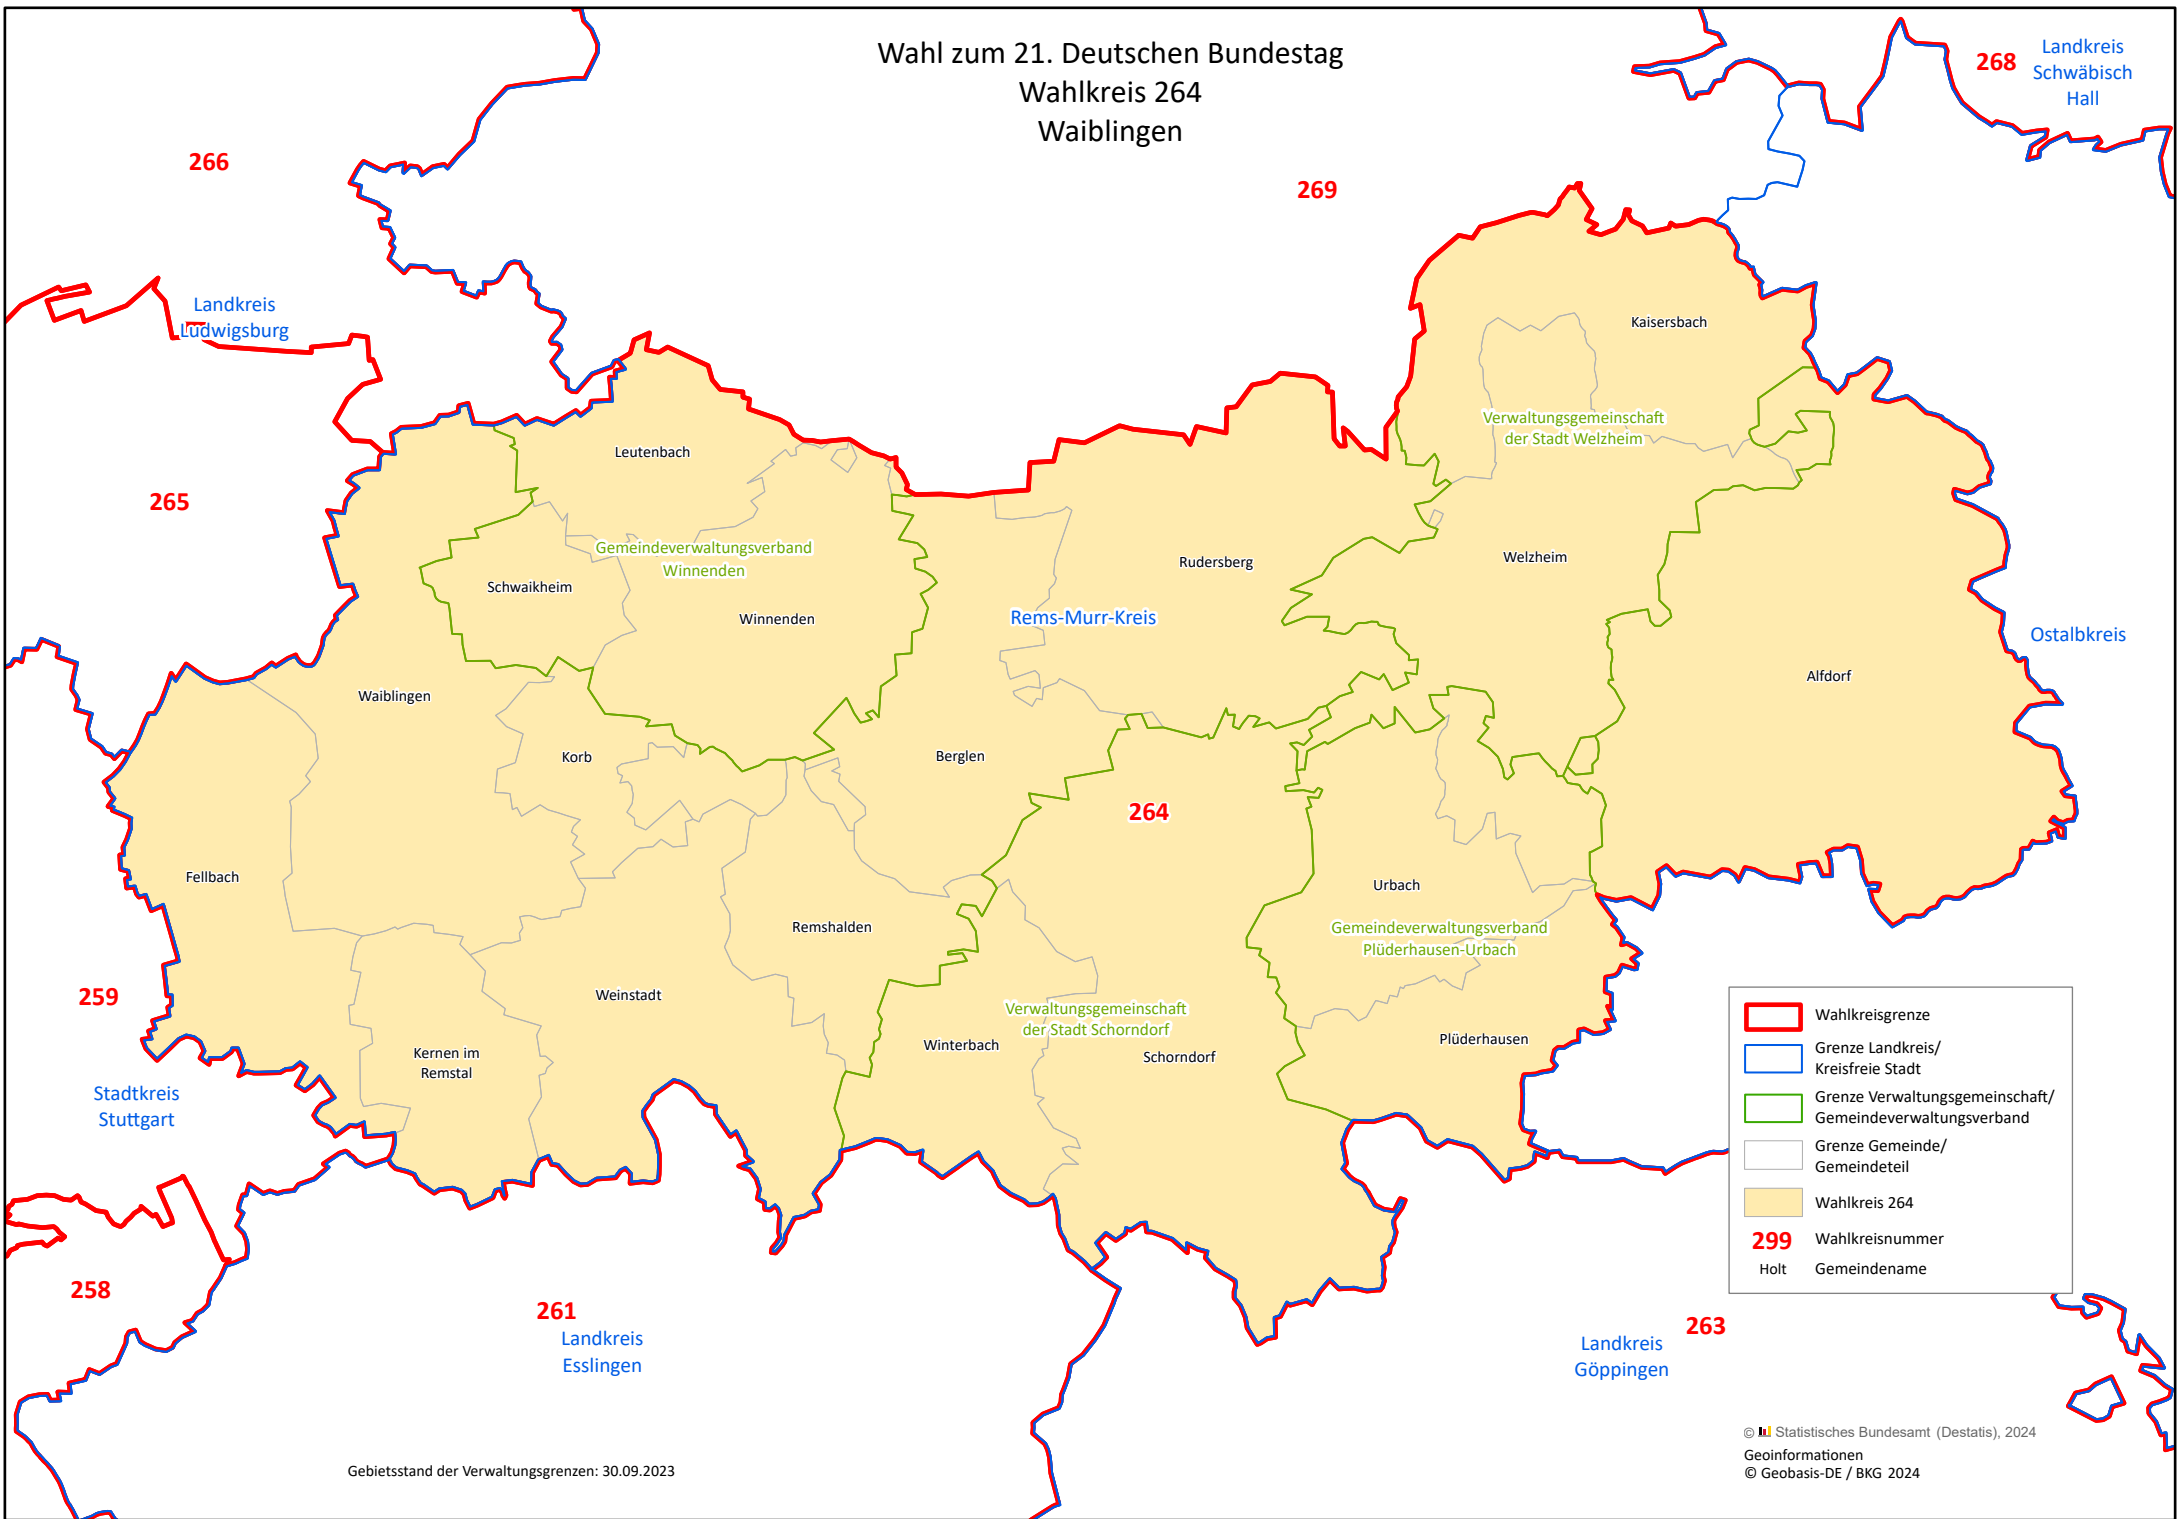 Wahl zum 21. Deutschen Bundestag
Wahlkreis 264
Waiblingen
268
Landkreis
Schwäbisch
Hall
266
269
Landkreis
Ludwigsburg
Kaisersbach
Verwaltungsgemeinschaft
der Stadt Welzheim
Leutenbach
265
Gemeindeverwaltungsverband
Winnenden
Schwaikheim
Winnenden
Rudersberg
Welzheim
Rems-Murr-Kreis
Ostalbkreis
Waiblingen
Alfdorf
Korb
Berglen
264
Fellbach
Urbach
Remshalden
Gemeindeverwaltungsverband
Plüderhausen-Urbach
259
Weinstadt
Verwaltungsgemeinschaft
der Stadt Schorndorf
Winterbach
Schorndorf
Plüderhausen
Kernen im
Remstal
Stadtkreis
Stuttgart
258
261
Landkreis
Esslingen
263
Landkreis
Göppingen
Wahlkreisgrenze
Grenze Landkreis/
Kreisfreie Stadt
Grenze Verwaltungsgemeinschaft/
Gemeindeverwaltungsverband
Grenze Gemeinde/
Gemeindeteil
Wahlkreis 264
299 Wahlkreisnummer
Holt Gemeindename
Gebietsstand der Verwaltungsgrenzen: 30.09.2023
© Statistisches Bundesamt (Destatis), 2024
Geoinformationen
© Geobasis-DE / BKG 2024